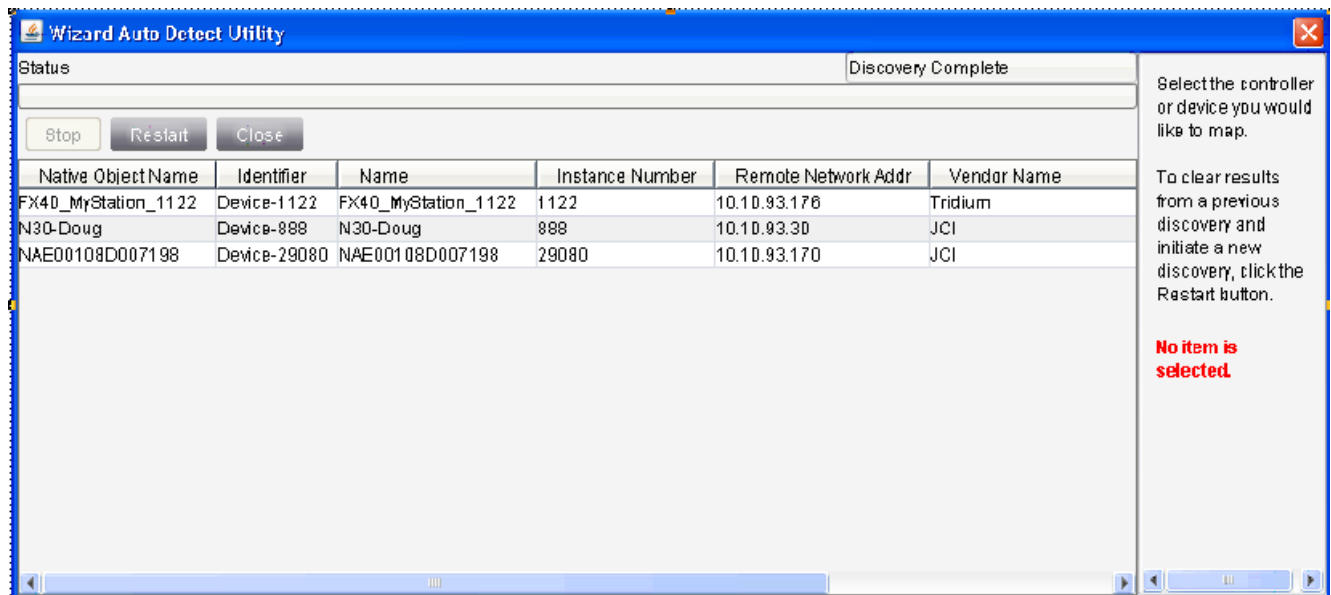 Wizard Auto Detect Utility
Status
Discovery Complete
Stop
Restart
Close
Native Object Name Identifier Name Instance Number Remote Network Addr Vendor Name
FX40_MyStation_1122 Device-1122 FX40_MyStation_1122 1122 10.10.93.176 Tridium
N30-Doug Device-888 N30-Doug 888 10.10.93.30 JCI
NAE00108D007198 Device-29080 NAE00108D007198 29080 10.10.93.170 JCI
Select the controller
or device you would
like to map.
To clear results
from a previous
discovery and
initiate a new
discovery, click the
Restart button.
No item is
selected.